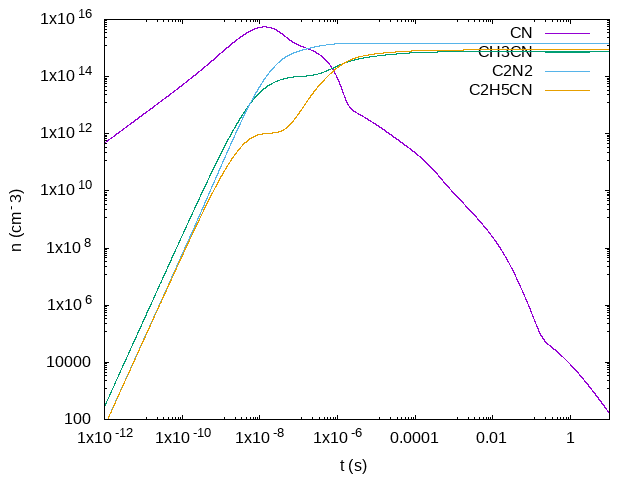 1x10^16
1x10^14
1x10^12
1x10^10
1x10^8
1x10^6
10000
100
n (cm^-3)
CN
CH3CN
C2N2
C2H5CN
1x10^-12
1x10^-10
1x10^-8
1x10^-6
0.0001
0.01
1
t (s)